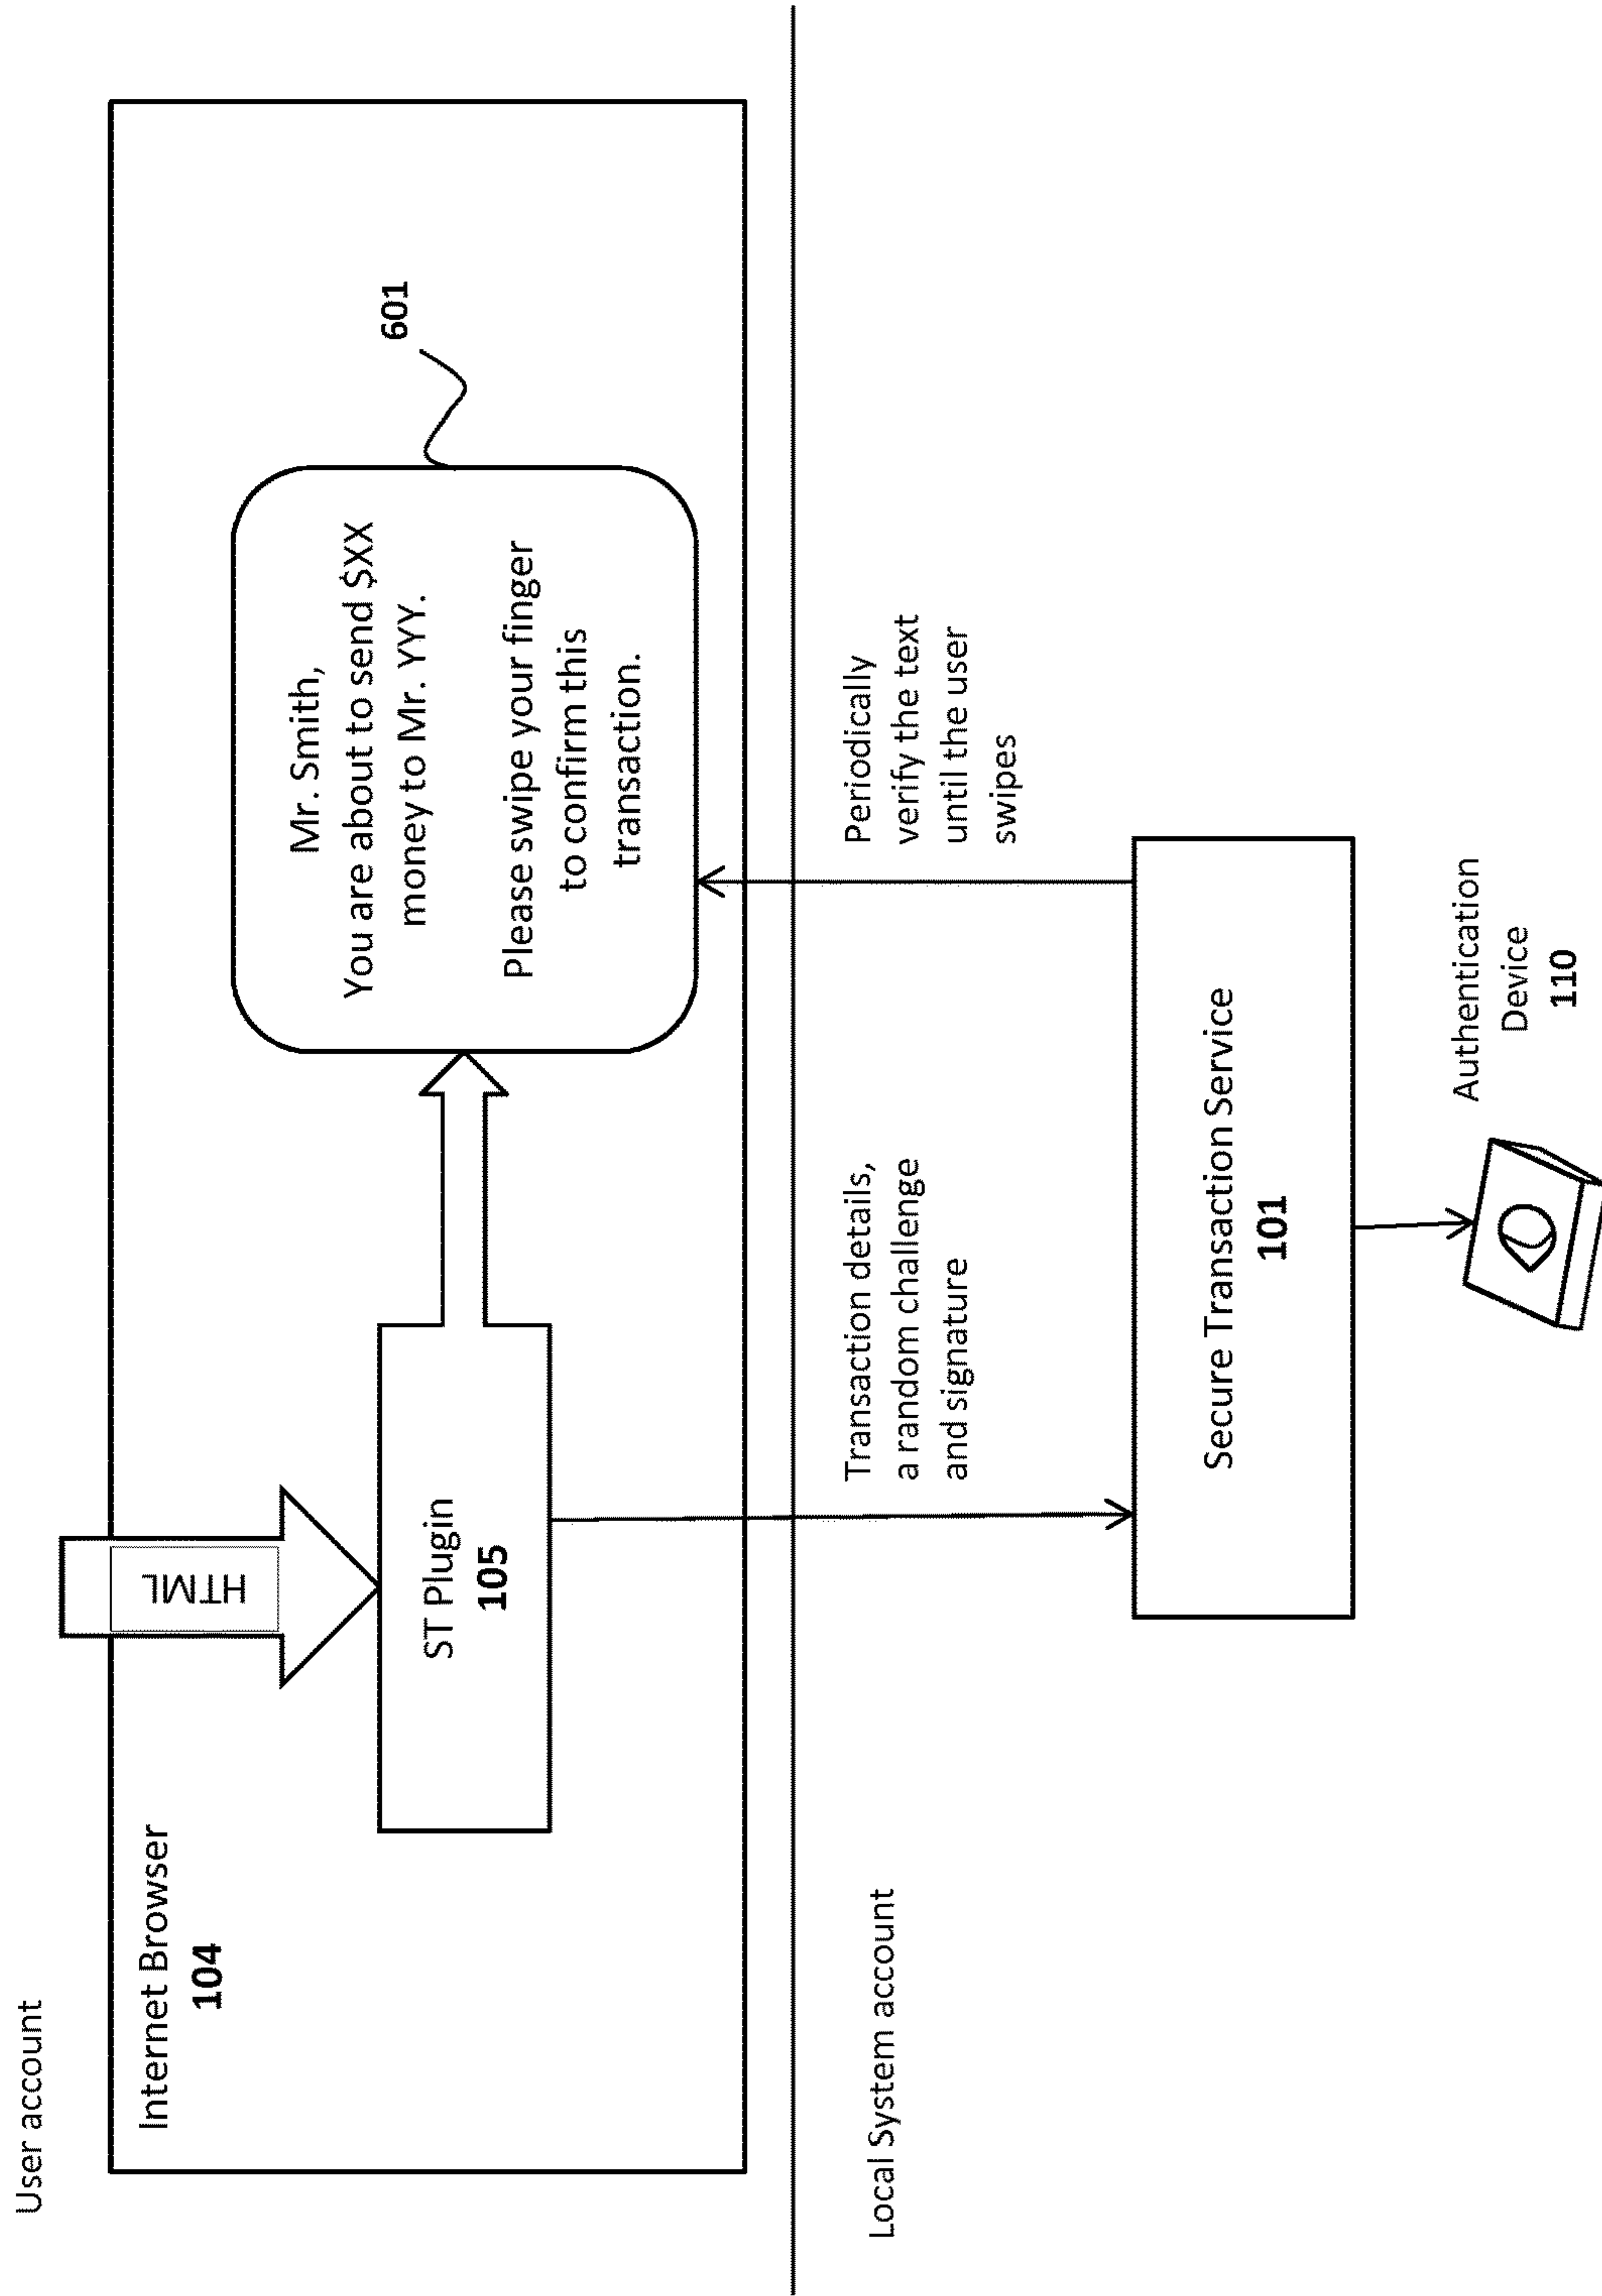 User account
Internet Browser
104
HTML
ST Plugin
105
Mr. Smith,
You are about to send $XX
money to Mr. YYY.
Please swipe your finger
to confirm this
transaction.
601
Local System account
Transaction details,
a random challenge
and signature
Periodically
verify the text
until the user
swipes
Secure Transaction Service
101
Authentication
Device
110